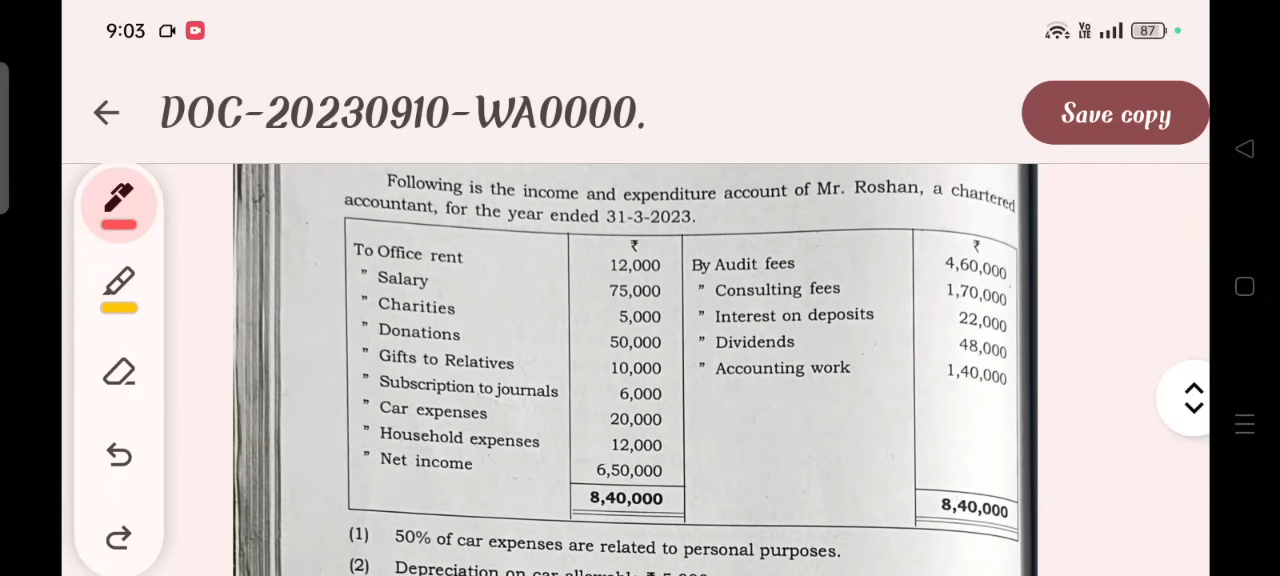 9:03
4 Vo LTE 87
DOC-20230910-WA0000.
Save copy
Following is the income and expenditure account of Mr. Roshan, a chartered
accountant, for the year ended 31-3-2023.
₹ ₹
To Office rent 12,000 By Audit fees 4,60,000
" Salary 75,000 " Consulting fees 1,70,000
" Charities 5,000 " Interest on deposits 22,000
" Donations 50,000 " Dividends 48,000
" Gifts to Relatives 10,000 " Accounting work 1,40,000
" Subscription to journals 6,000
" Car expenses 20,000
" Household expenses 12,000
" Net income 6,50,000
8,40,000 8,40,000
(1) 50% of car expenses are related to personal purposes.
(2) Depreciation on car